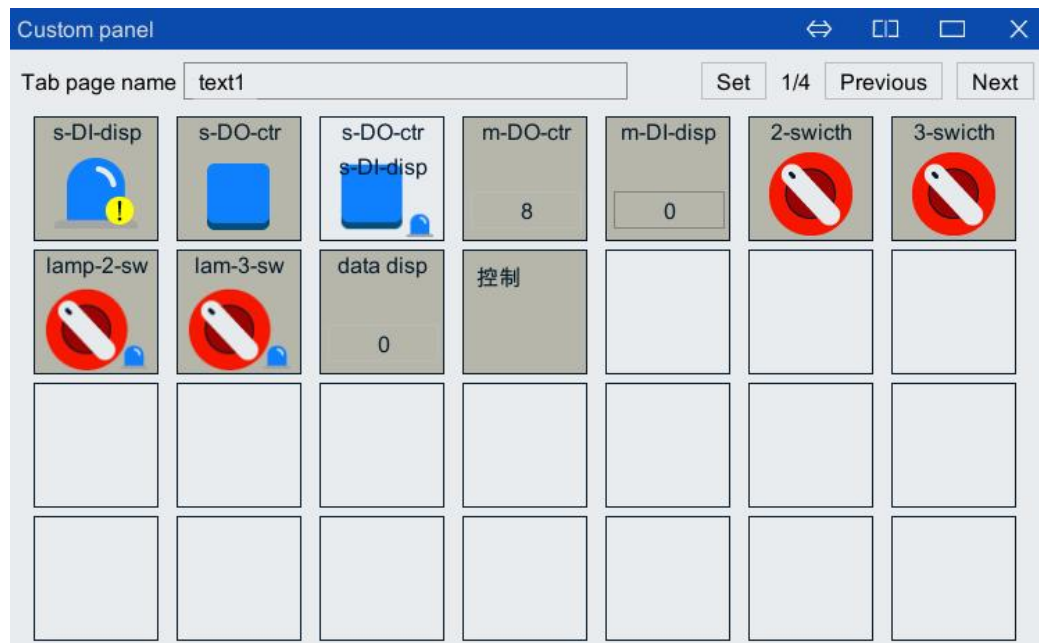 Custom panel
Tab page name text1 Set 1/4 Previous Next
s-DI-disp s-DO-ctr s-DO-ctr m-DO-ctr m-DI-disp 2-swicth 3-swicth
s-DI-disp
! 8 0
lamp-2-sw lam-3-sw data disp 控制
0